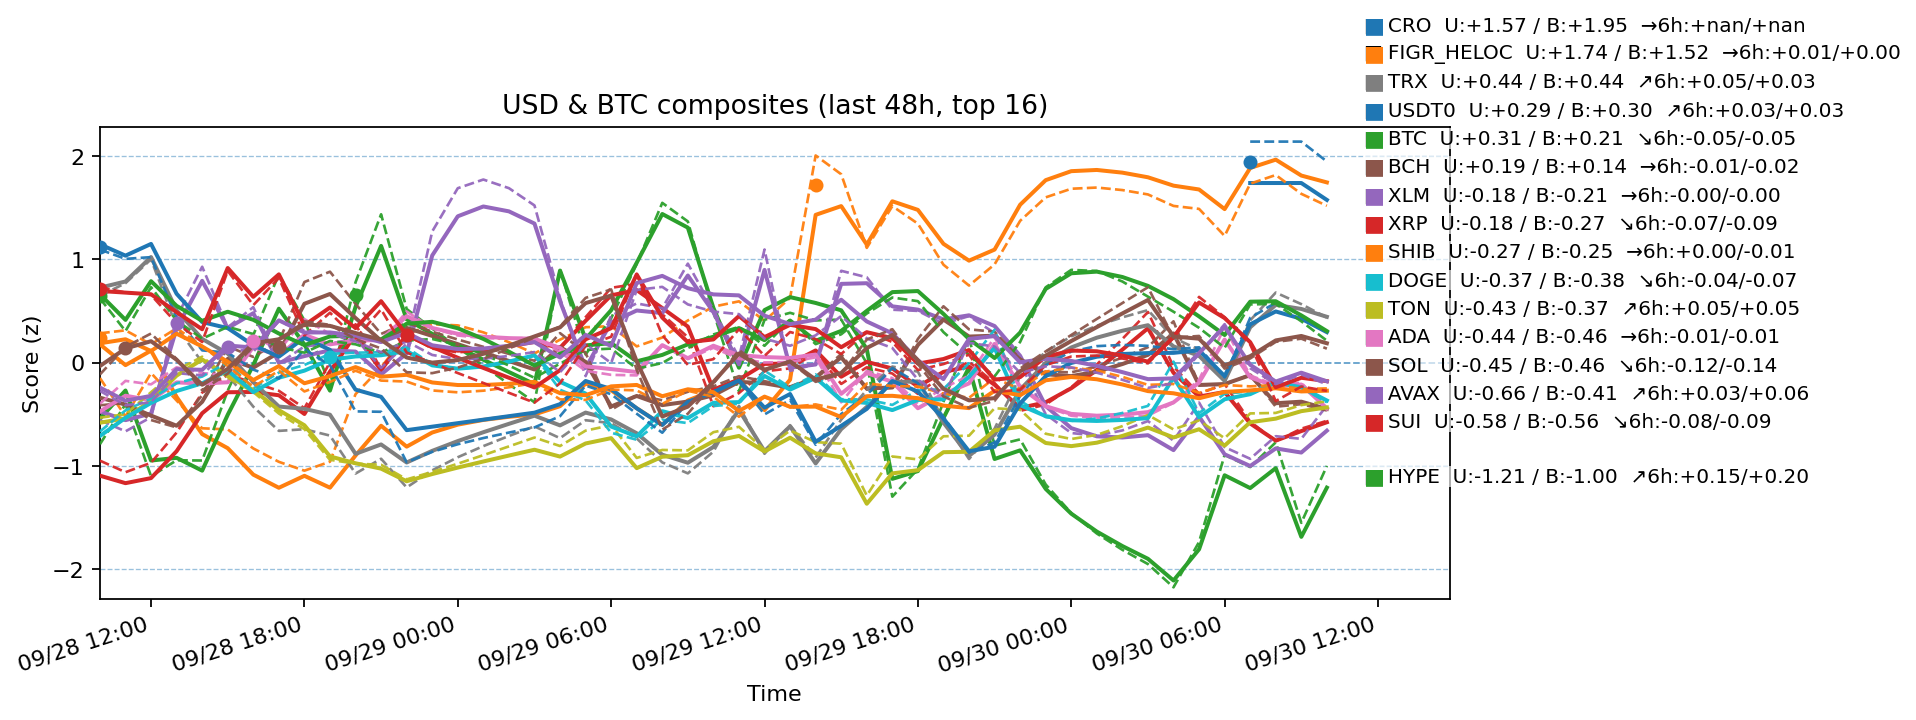 CRO  U:+1.57 / B:+1.95  →6h:+nan/+nan
FIGR_HELOC  U:+1.74 / B:+1.52  →6h:+0.01/+0.00
TRX  U:+0.44 / B:+0.44  ↗6h:+0.05/+0.03
USDT0  U:+0.29 / B:+0.30  ↗6h:+0.03/+0.03
BTC  U:+0.31 / B:+0.21  ↘6h:-0.05/-0.05
BCH  U:+0.19 / B:+0.14  →6h:-0.01/-0.02
XLM  U:-0.18 / B:-0.21  →6h:-0.00/-0.00
XRP  U:-0.18 / B:-0.27  ↘6h:-0.07/-0.09
SHIB  U:-0.27 / B:-0.25  →6h:+0.00/-0.01
DOGE  U:-0.37 / B:-0.38  ↘6h:-0.04/-0.07
TON  U:-0.43 / B:-0.37  ↗6h:+0.05/+0.05
ADA  U:-0.44 / B:-0.46  →6h:-0.01/-0.01
SOL  U:-0.45 / B:-0.46  ↘6h:-0.12/-0.14
AVAX  U:-0.66 / B:-0.41  ↗6h:+0.03/+0.06
SUI  U:-0.58 / B:-0.56  ↘6h:-0.08/-0.09
HYPE  U:-1.21 / B:-1.00  ↗6h:+0.15/+0.20
USD & BTC composites (last 48h, top 16)
Score (z)
2
1
0
−1
−2
09/28 12:00
09/28 18:00
09/29 00:00
09/29 06:00
09/29 12:00
09/29 18:00
09/30 00:00
09/30 06:00
09/30 12:00
Time